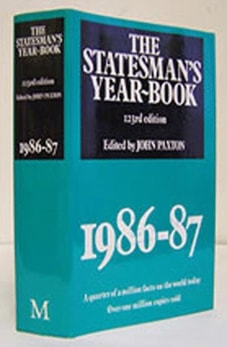 THE
STATESMAN'S
YEAR-BOOK
123rd edition
Edited by JOHN PAXTON
1986-87
M
THE
STATESMAN'S
YEAR-BOOK
123rd edition
Edited by JOHN PAXTON
1986-87
A quarter of a million facts on the world today
Over one million copies sold